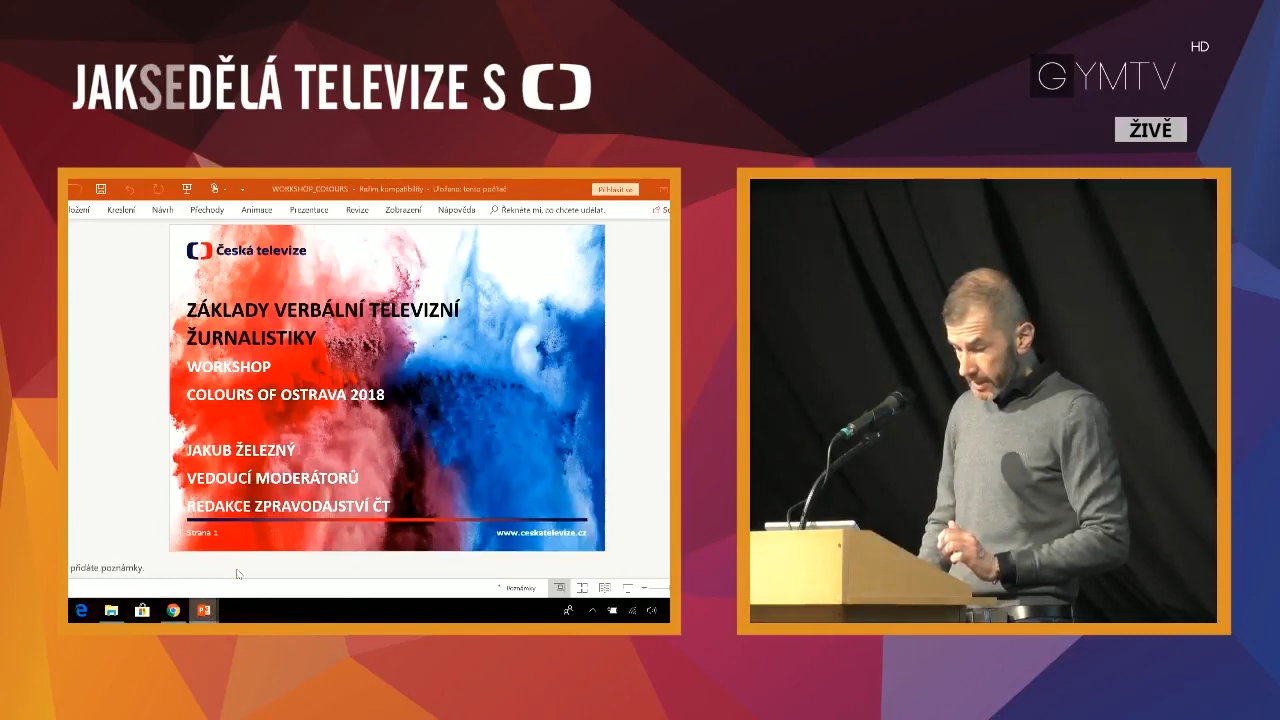 JAKSEDĚLÁ TELEVIZE S
HD
GYMTV
ŽIVĚ
WORKSHOP_COLOURS - Režim kompatibility - Uloženo: tento počítač
Přihlásit se
Kreslení Návrh Přechody Animace Prezentace Revize Zobrazení Nápověda Řekněte mi, co chcete udělat.
Česká televize
ZÁKLADY VERBÁLNÍ TELEVIZNÍ
ŽURNALISTIKY
WORKSHOP
COLOURS OF OSTRAVA 2018
JAKUB ŽELEZNÝ
VEDOUCÍ MODERÁTORŮ
REDAKCE ZPRAVODAJSTVÍ ČT
Strana 1
www.ceskatelevize.cz
přidáte poznámky.
Poznámky